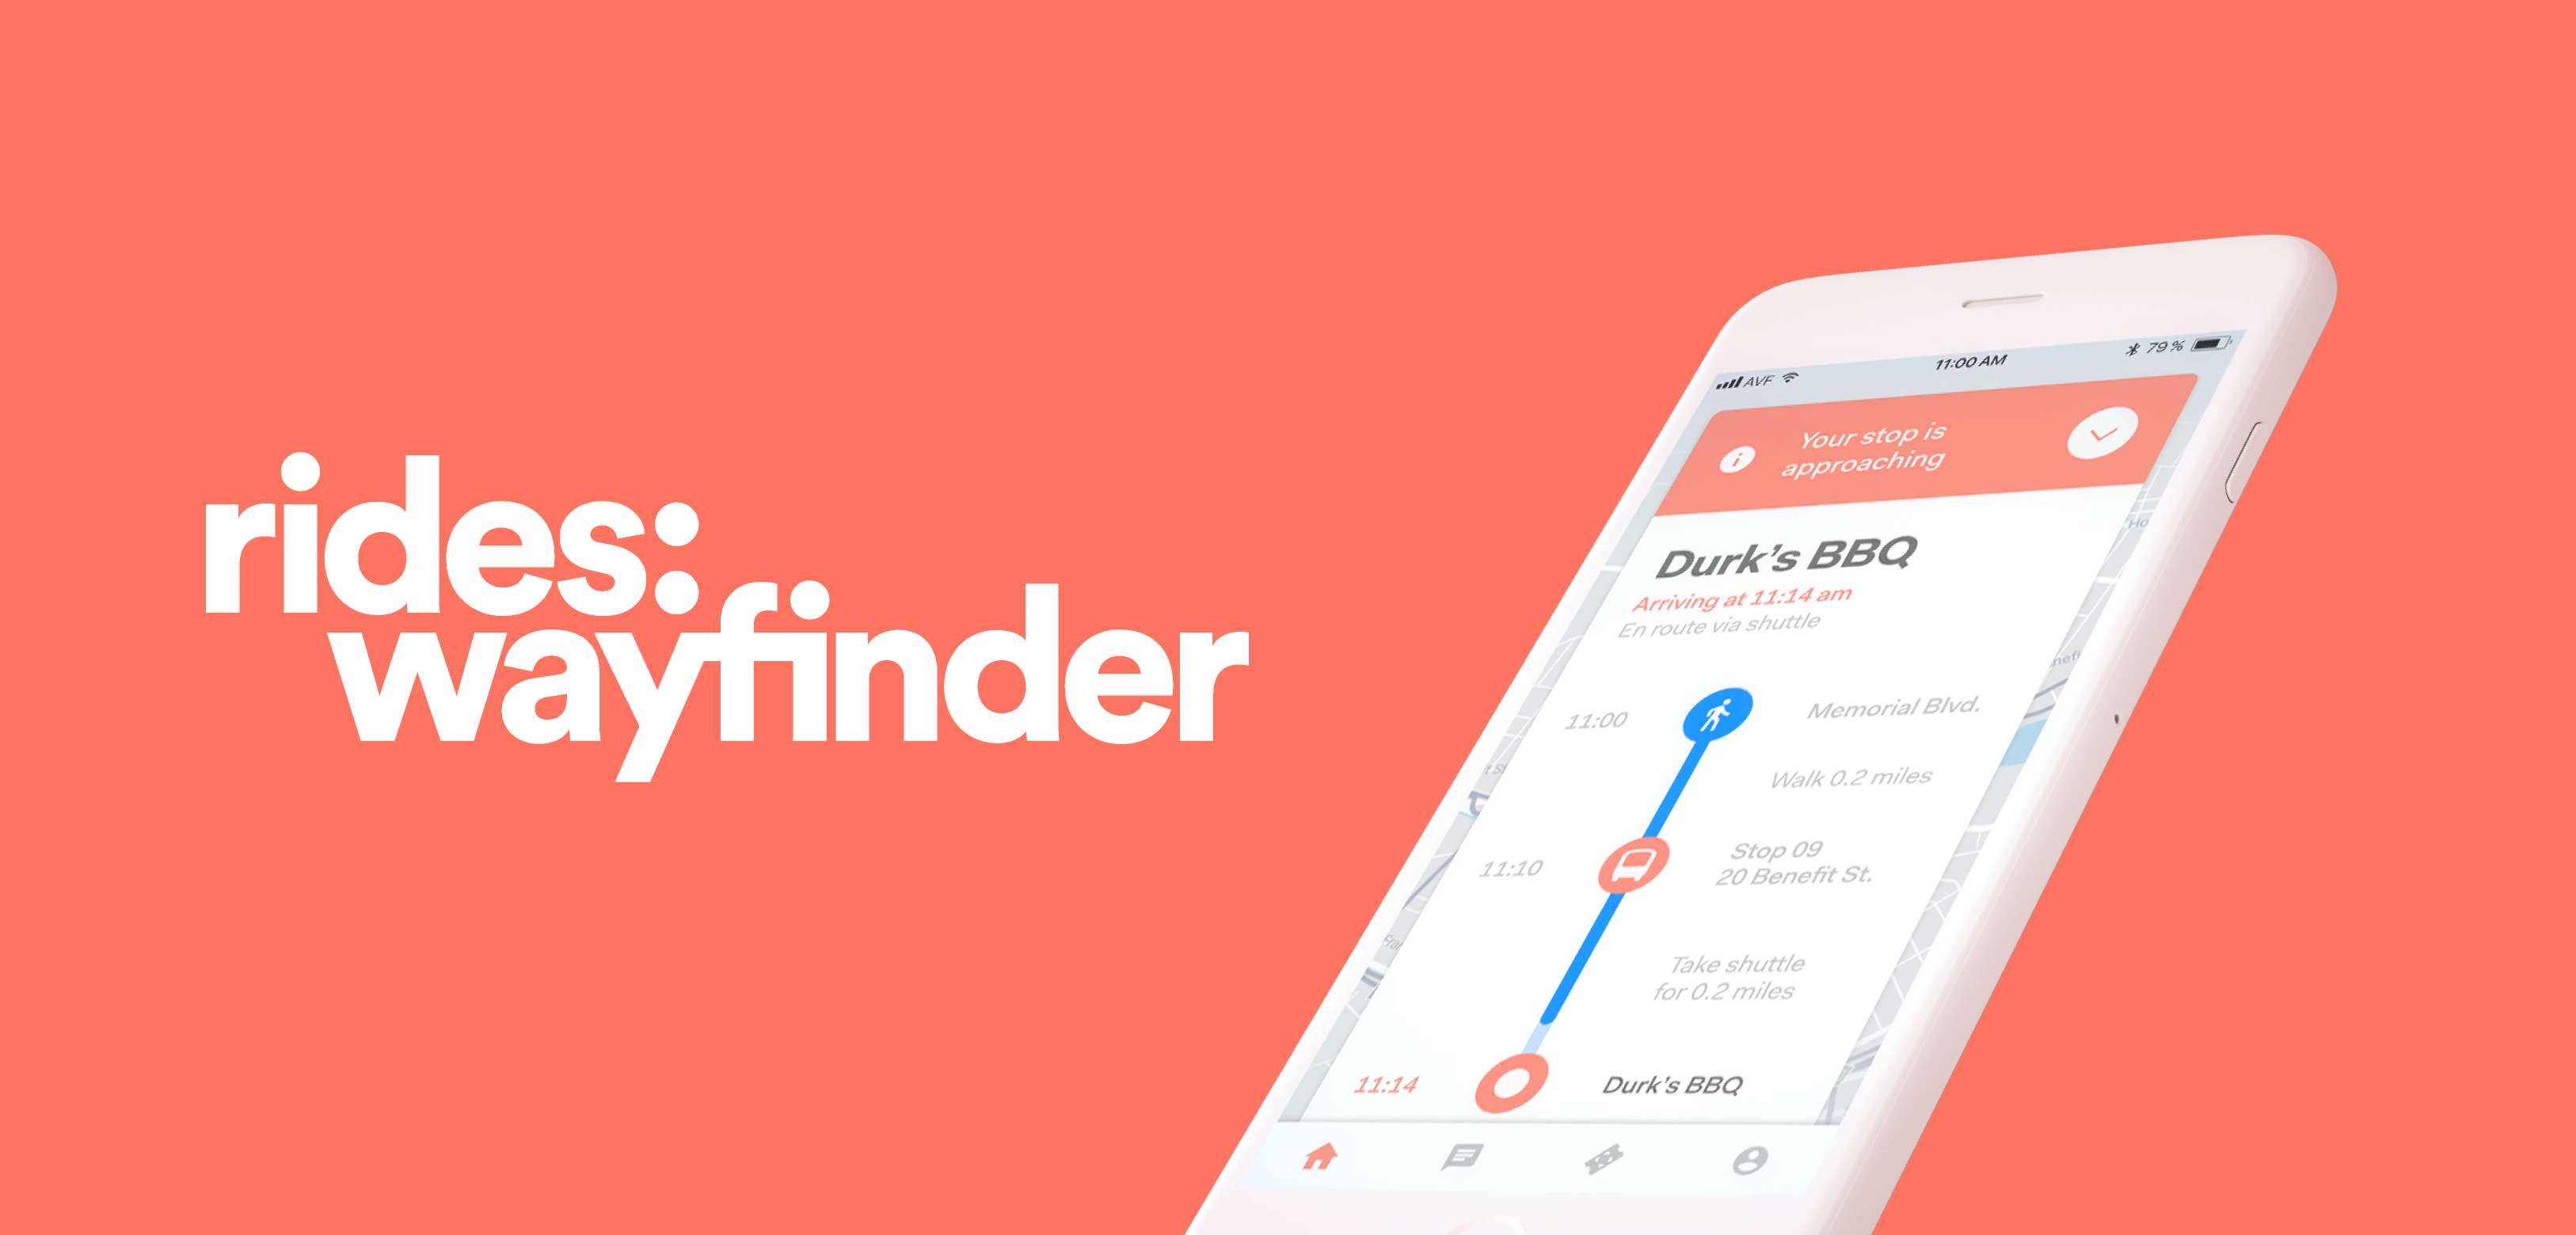 rides:
wayfinder
AVF
11:00 AM
79%
Your stop is
approaching
Durk's BBQ
Arriving at 11:14 am
En route via shuttle
11:00
Memorial Blvd.
Walk 0.2 miles
11:10
Stop 09
20 Benefit St.
Take shuttle
for 0.2 miles
11:14
Durk's BBQ